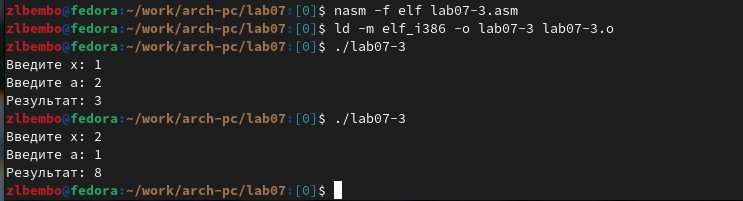 zlbembo@fedora:~/work/arch-pc/lab07:[0]$ nasm -f elf lab07-3.asm
zlbembo@fedora:~/work/arch-pc/lab07:[0]$ ld -m elf_i386 -o lab07-3 lab07-3.o
zlbembo@fedora:~/work/arch-pc/lab07:[0]$ ./lab07-3
Введите x: 1
Введите a: 2
Результат: 3
zlbembo@fedora:~/work/arch-pc/lab07:[0]$ ./lab07-3
Введите x: 2
Введите a: 1
Результат: 8
zlbembo@fedora:~/work/arch-pc/lab07:[0]$